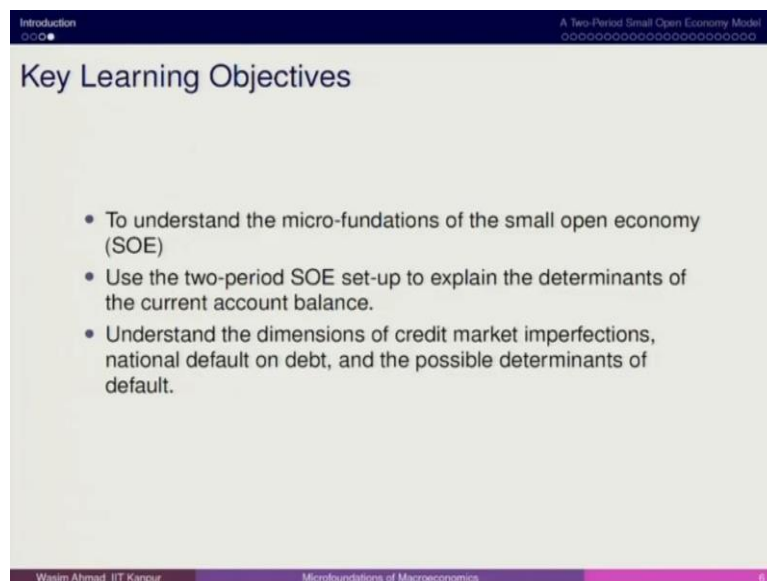 Introduction
A Two-Period Small Open Economy Model
Key Learning Objectives
• To understand the micro-fundations of the small open economy
(SOE)
• Use the two-period SOE set-up to explain the determinants of
the current account balance.
• Understand the dimensions of credit market imperfections,
national default on debt, and the possible determinants of
default.
Wasim Ahmad, IIT Kanpur
Microfoundations of Macroeconomics
6